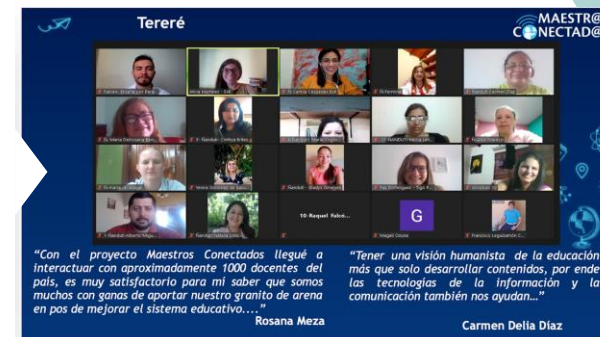 Tereré
MAESTR@
C NECTAD@
10-Raquel Falcó...
G
“Con el proyecto Maestros Conectados llegué a
interactuar con aproximadamente 1000 docentes del
país, es muy satisfactorio para mi saber que somos
muchos con ganas de aportar nuestro granito de arena
en pos de mejorar el sistema educativo....”
Rosana Meza
“Tener una visión humanista de la educación
más que solo desarrollar contenidos, por ende
las tecnologías de la información y la
comunicación también nos ayudan…”
Carmen Delia Díaz